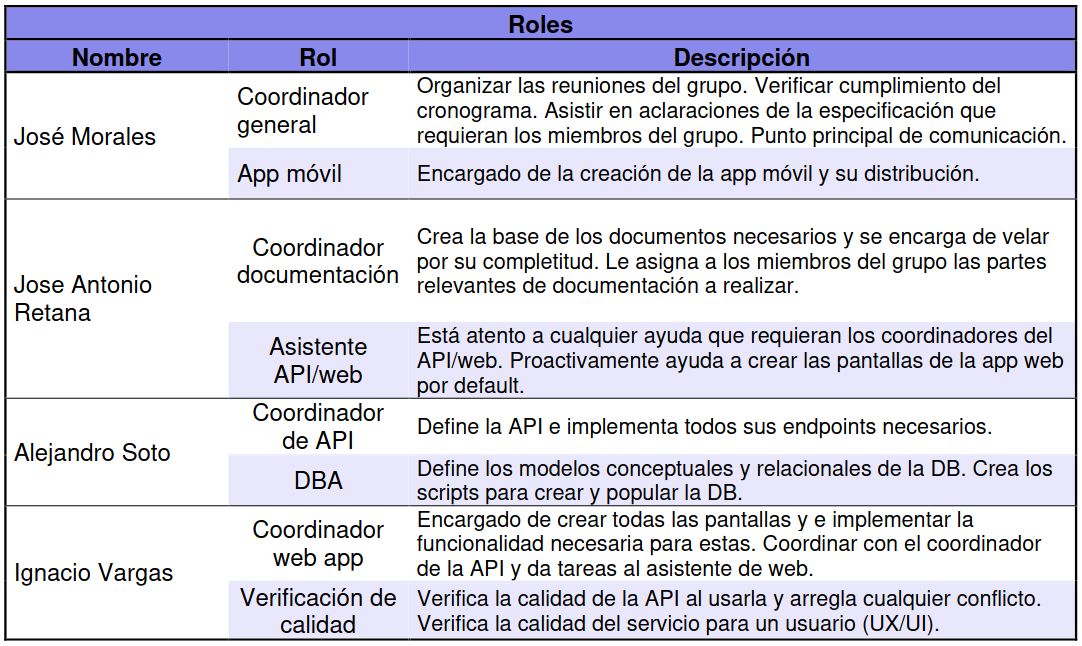 Roles
Nombre Rol Descripción
José Morales
Coordinador
general
Organizar las reuniones del grupo. Verificar cumplimiento del
cronograma. Asistir en aclaraciones de la especificación que
requieran los miembros del grupo. Punto principal de comunicación.
App móvil
Encargado de la creación de la app móvil y su distribución.
Jose Antonio
Retana
Coordinador
documentación
Crea la base de los documentos necesarios y se encarga de velar
por su completitud. Le asigna a los miembros del grupo las partes
relevantes de documentación a realizar.
Asistente
API/web
Está atento a cualquier ayuda que requieran los coordinadores del
API/web. Proactivamente ayuda a crear las pantallas de la app web
por default.
Alejandro Soto
Coordinador
de API
Define la API e implementa todos sus endpoints necesarios.
DBA
Define los modelos conceptuales y relacionales de la DB. Crea los
scripts para crear y popular la DB.
Ignacio Vargas
Coordinador
web app
Encargado de crear todas las pantallas y e implementar la
funcionalidad necesaria para estas. Coordinar con el coordinador
de la API y da tareas al asistente de web.
Verificación de
calidad
Verifica la calidad de la API al usarla y arregla cualquier conflicto.
Verifica la calidad del servicio para un usuario (UX/UI).